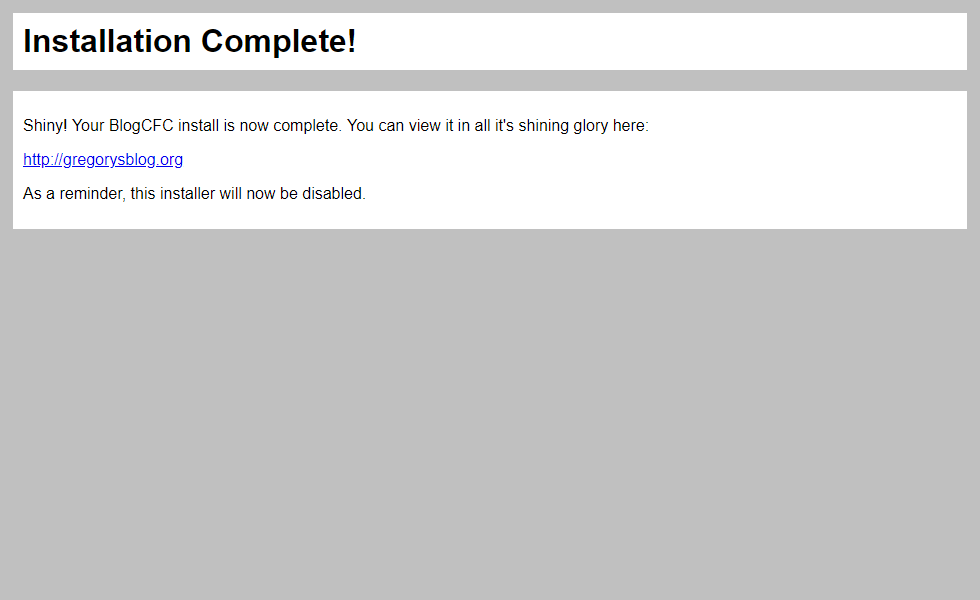 Installation Complete!
Shiny! Your BlogCFC install is now complete. You can view it in all it's shining glory here:
http://gregorysblog.org
As a reminder, this installer will now be disabled.